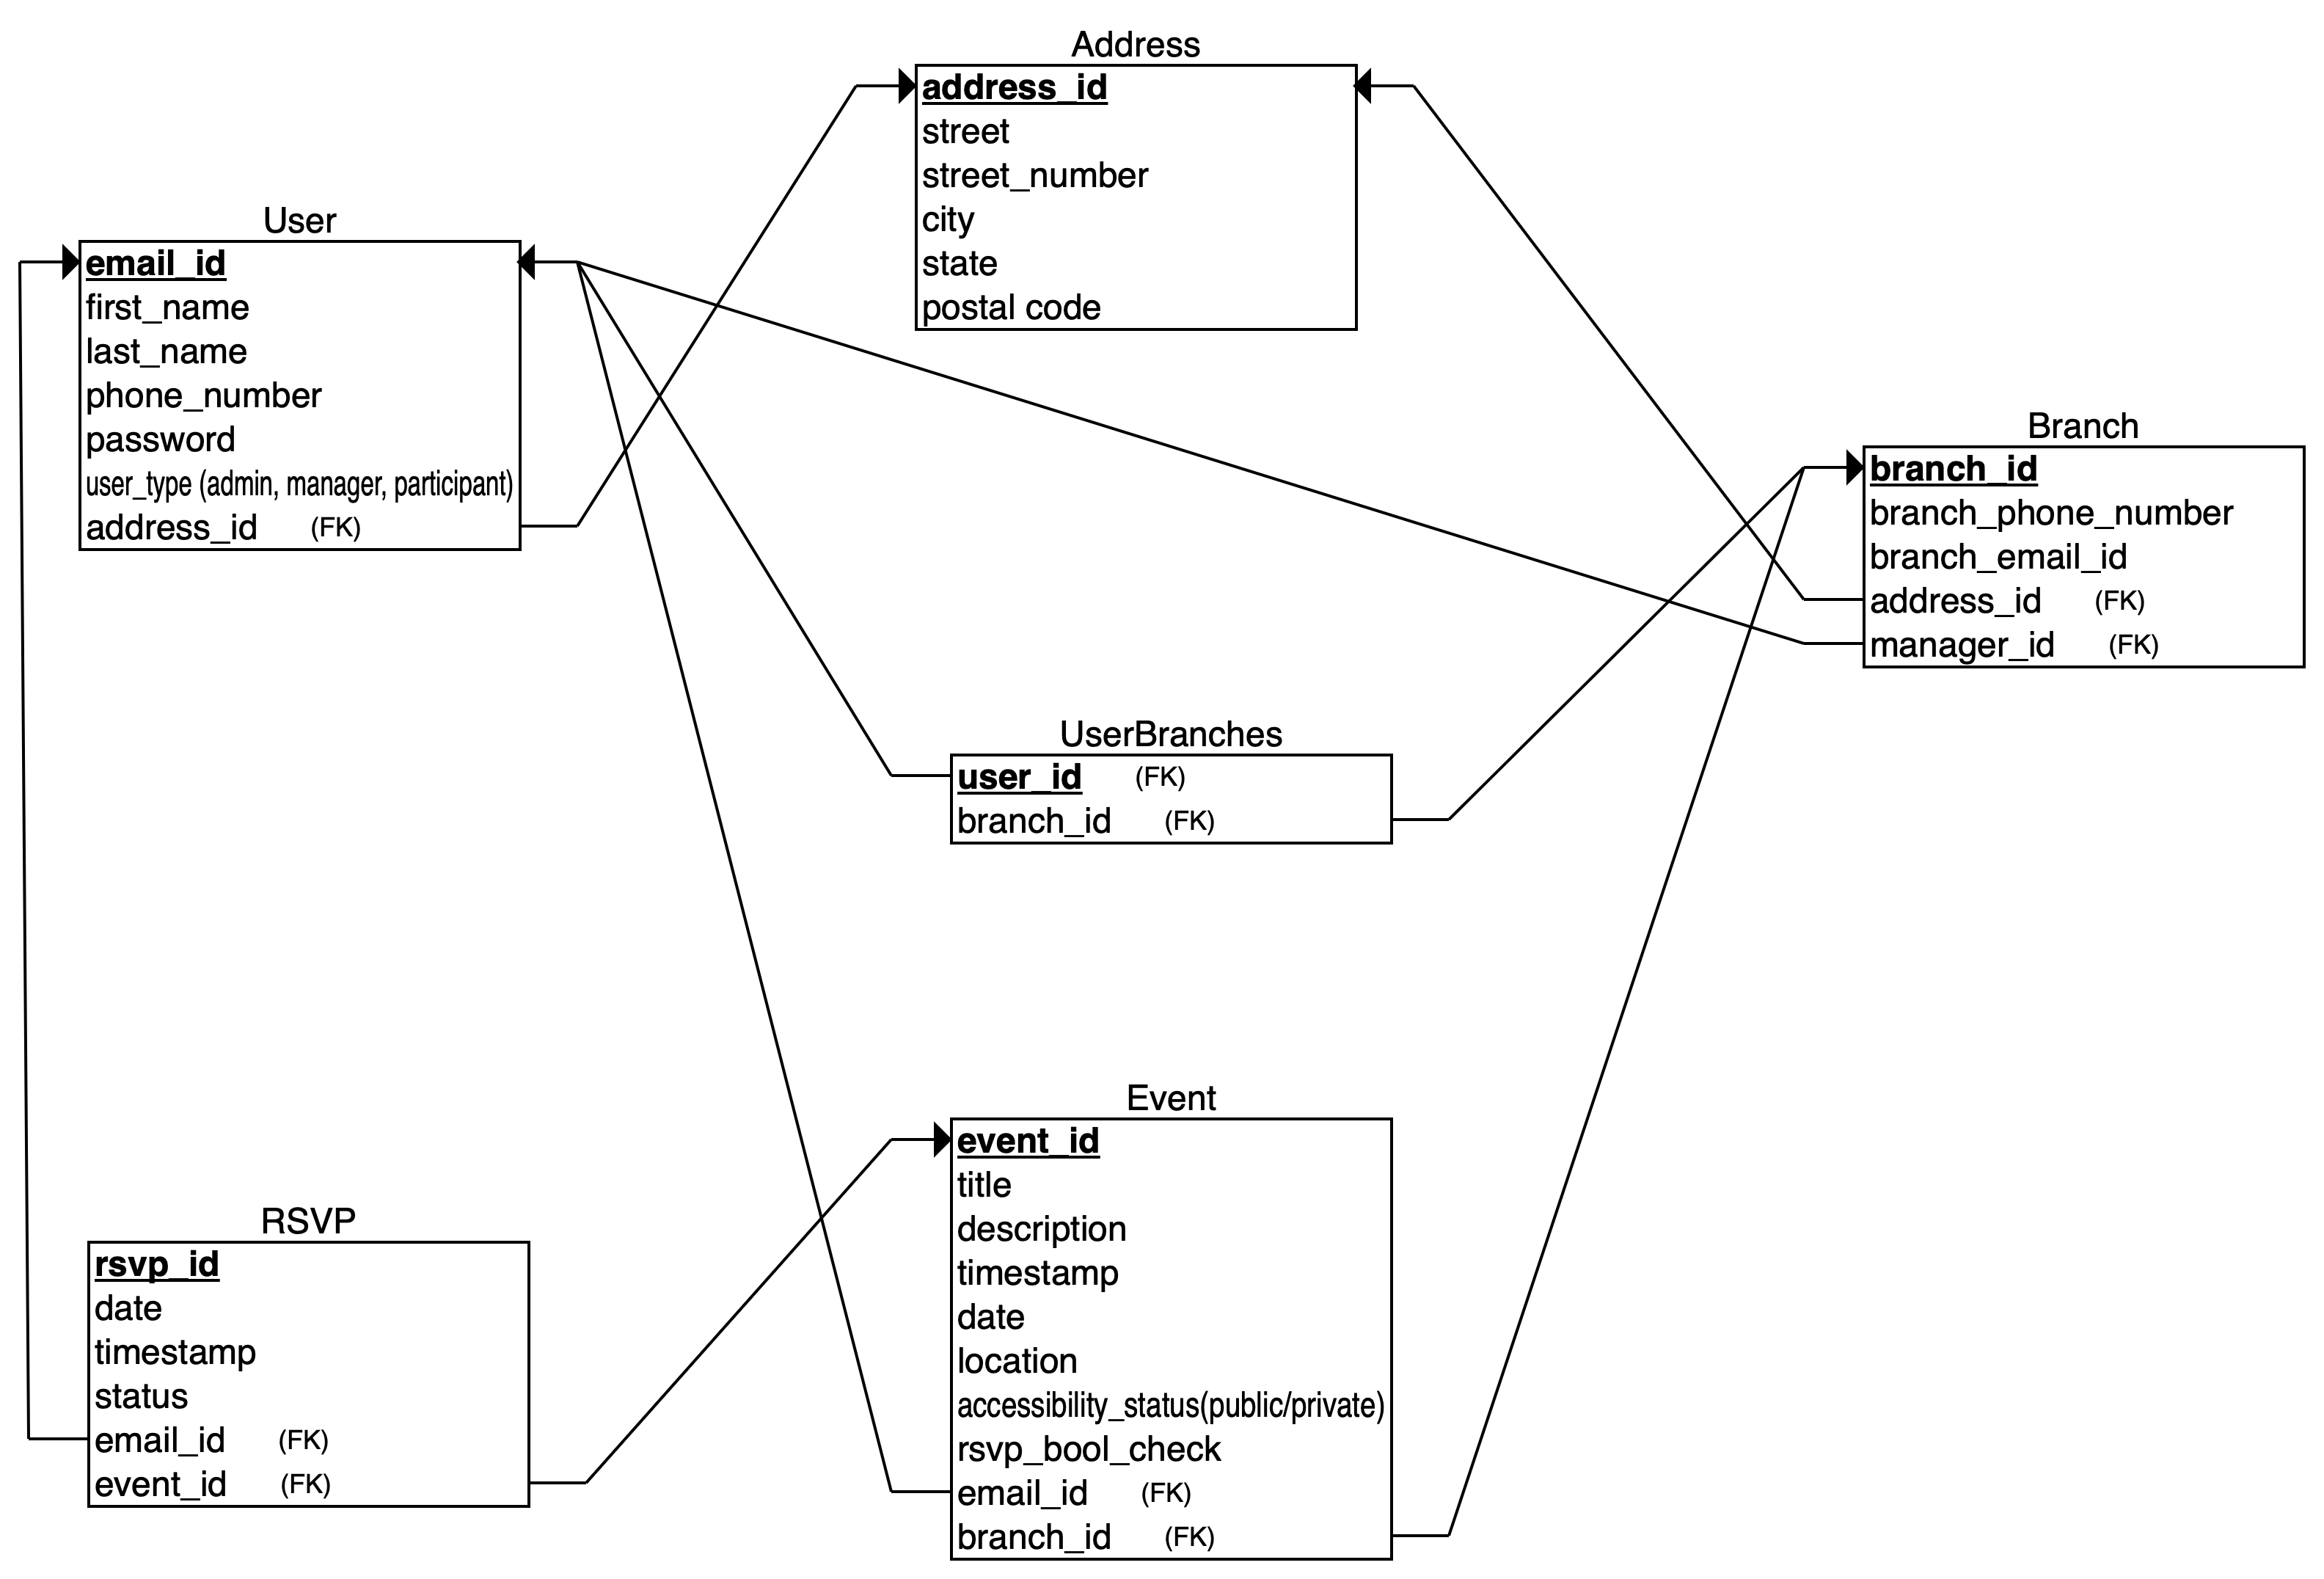 Address
address_id
street
street_number
city
state
postal code
User
email_id
first_name
last_name
phone_number
password
user_type (admin, manager, participant)
address_id (FK)
Branch
branch_id
branch_phone_number
branch_email_id
address_id (FK)
manager_id (FK)
UserBranches
user_id (FK)
branch_id (FK)
Event
event_id
title
description
timestamp
date
location
accessibility_status(public/private)
rsvp_bool_check
email_id (FK)
branch_id (FK)
RSVP
rsvp_id
date
timestamp
status
email_id (FK)
event_id (FK)